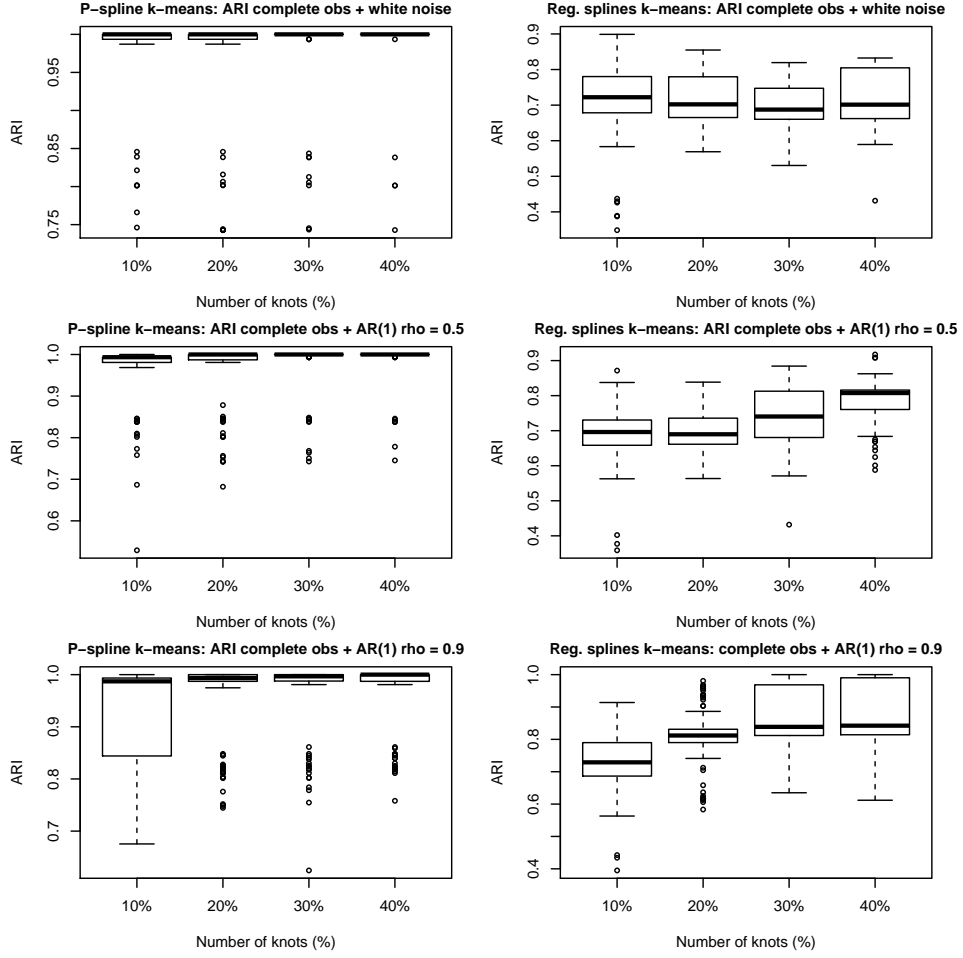 P−spline k−means: ARI complete obs + white noise
ARI
0.95
0.85
0.75
10% 20% 30% 40%
Number of knots (%)
Reg. splines k−means: ARI complete obs + white noise
ARI
0.9
0.8
0.7
0.6
0.5
0.4
10% 20% 30% 40%
Number of knots (%)
P−spline k−means: ARI complete obs + AR(1) rho = 0.5
ARI
1.0
0.9
0.8
0.7
0.6
10% 20% 30% 40%
Number of knots (%)
Reg. splines k−means: ARI complete obs + AR(1) rho = 0.5
ARI
0.9
0.8
0.7
0.6
0.5
0.4
10% 20% 30% 40%
Number of knots (%)
P−spline k−means: ARI complete obs + AR(1) rho = 0.9
ARI
1.0
0.9
0.8
0.7
10% 20% 30% 40%
Number of knots (%)
Reg. splines k−means: complete obs + AR(1) rho = 0.9
ARI
1.0
0.8
0.6
0.4
10% 20% 30% 40%
Number of knots (%)